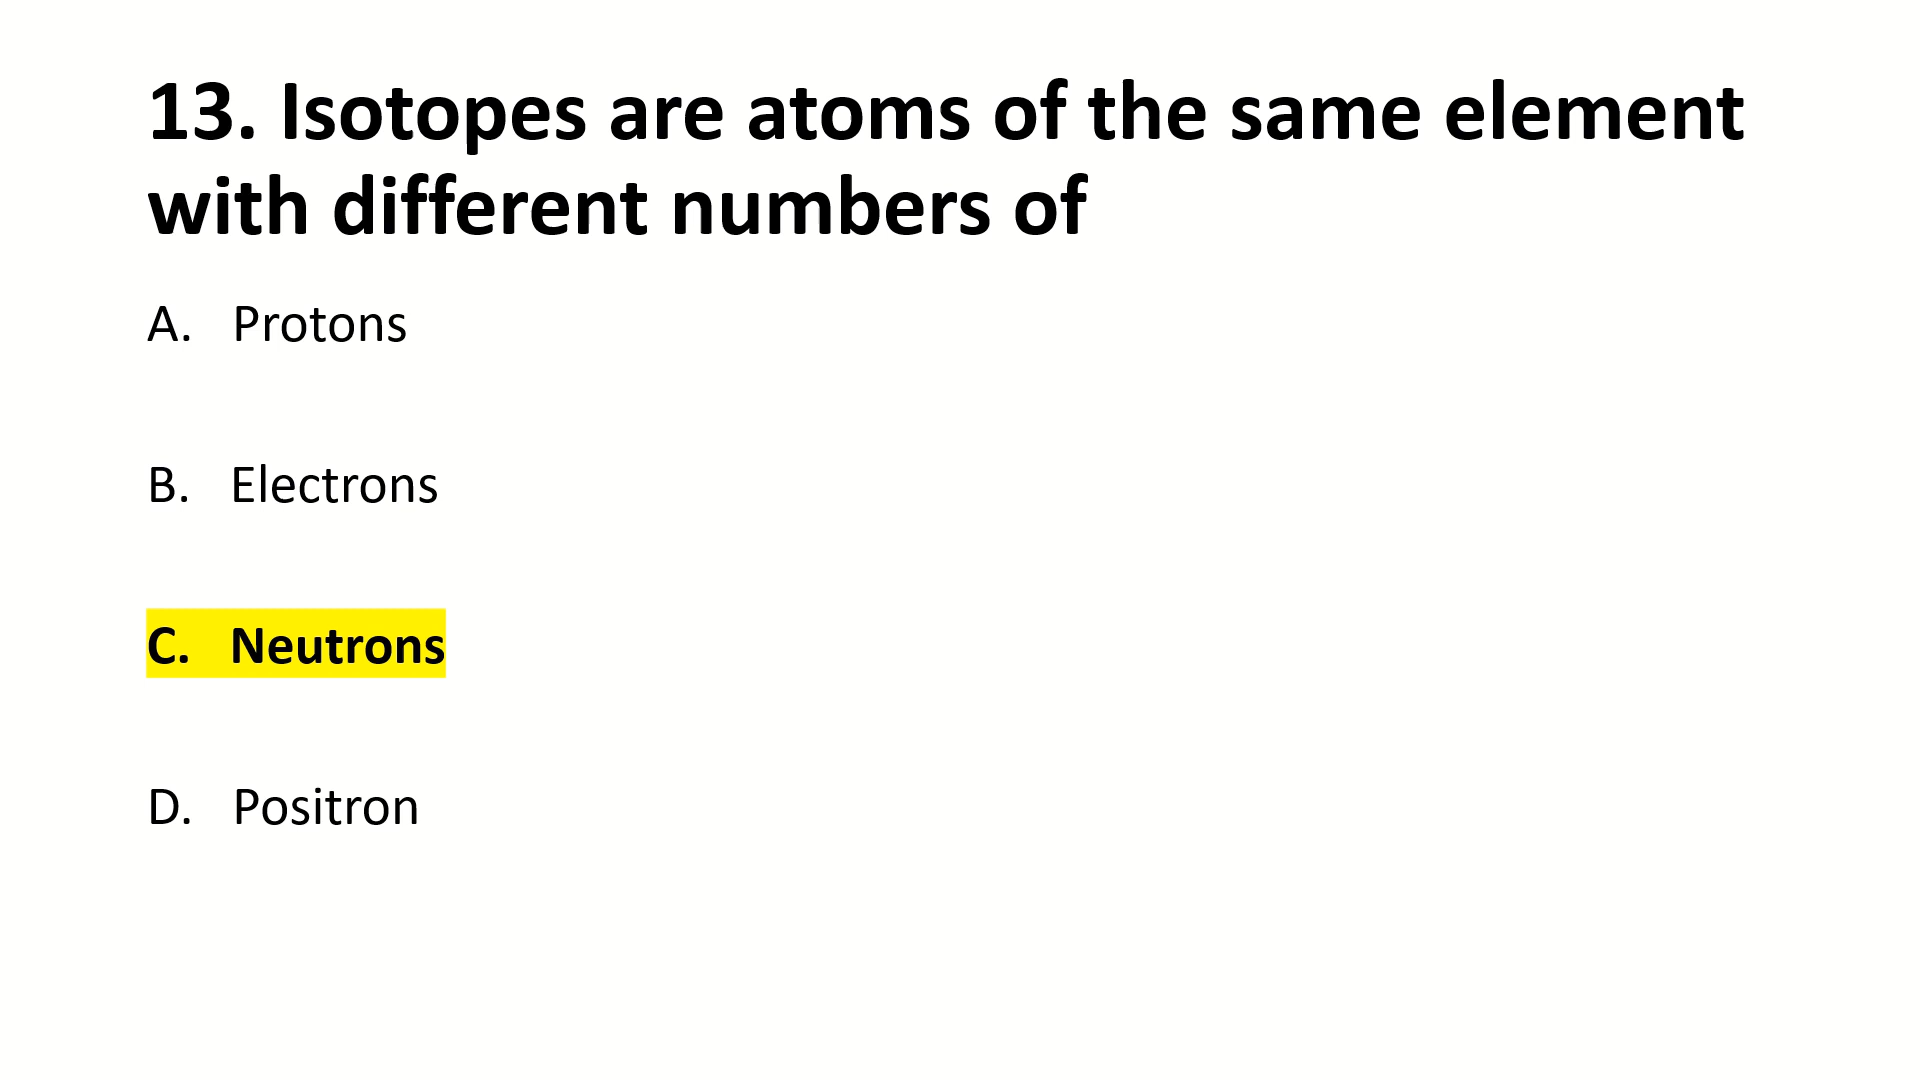 13. Isotopes are atoms of the same element
with different numbers of
A. Protons
B. Electrons
C. Neutrons
D. Positron